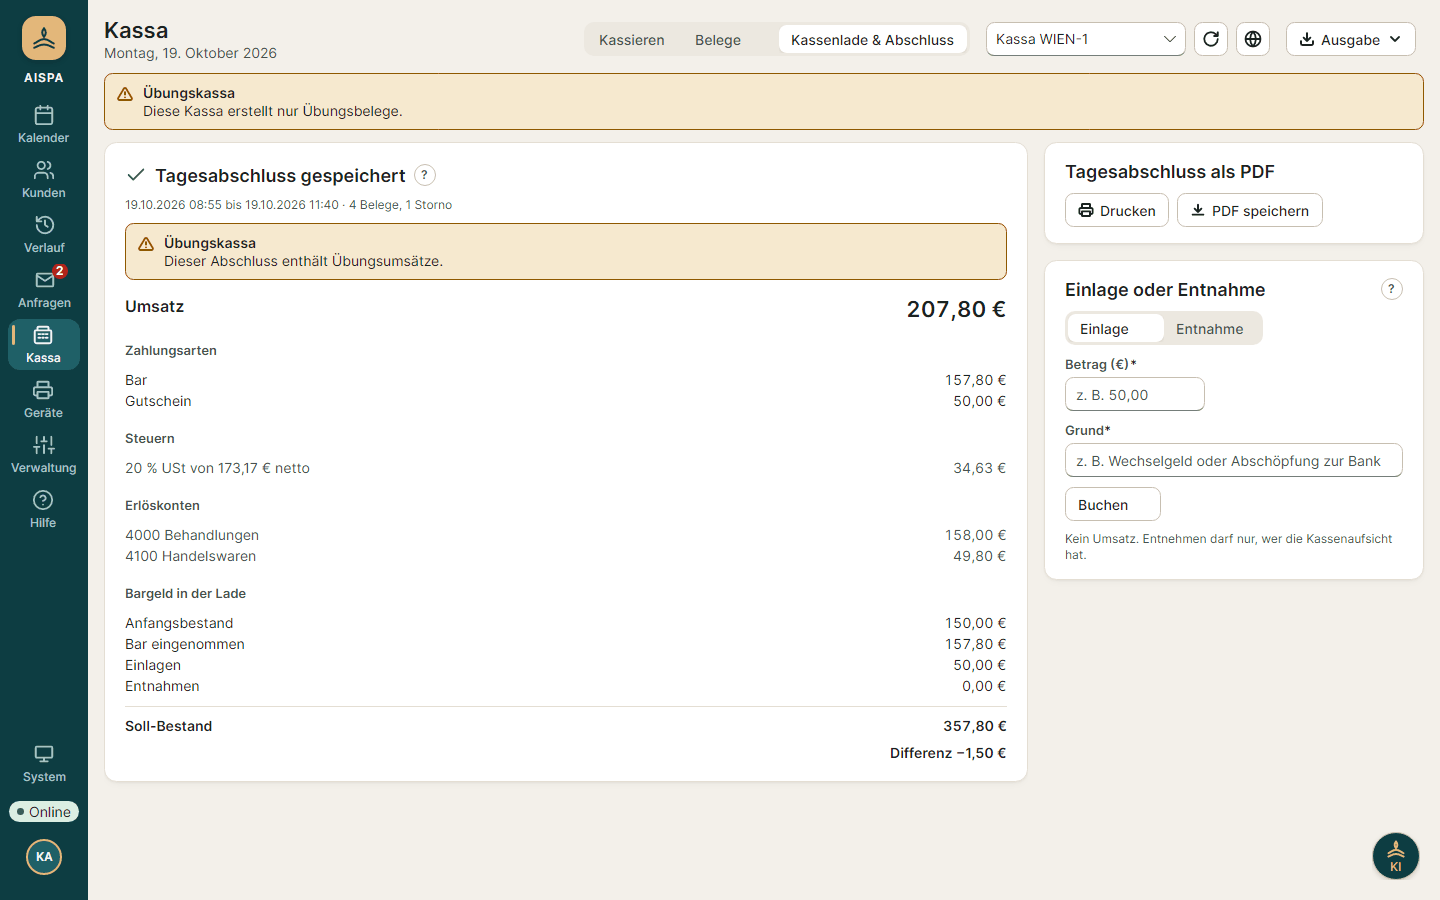 AISPA
Kalender
Kunden
Verlauf
2
Anfragen
Kassa
Geräte
Verwaltung
Hilfe
System
Online
KA
Kassa
Montag, 19. Oktober 2026
Kassieren
Belege
Kassenlade & Abschluss
Kassa WIEN-1
Ausgabe
Übungskassa
Diese Kassa erstellt nur Übungsbelege.
Tagesabschluss gespeichert ?
19.10.2026 08:55 bis 19.10.2026 11:40 · 4 Belege, 1 Storno
Übungskassa
Dieser Abschluss enthält Übungsumsätze.
Umsatz 207,80 €
Zahlungsarten
Bar 157,80 €
Gutschein 50,00 €
Steuern
20 % USt von 173,17 € netto 34,63 €
Erlöskonten
4000 Behandlungen 158,00 €
4100 Handelswaren 49,80 €
Bargeld in der Lade
Anfangsbestand 150,00 €
Bar eingenommen 157,80 €
Einlagen 50,00 €
Entnahmen 0,00 €
Soll-Bestand 357,80 €
Differenz −1,50 €
Tagesabschluss als PDF
Drucken
PDF speichern
Einlage oder Entnahme ?
Einlage
Entnahme
Betrag (€)*
z. B. 50,00
Grund*
z. B. Wechselgeld oder Abschöpfung zur Bank
Buchen
Kein Umsatz. Entnehmen darf nur, wer die Kassenaufsicht
hat.
KI